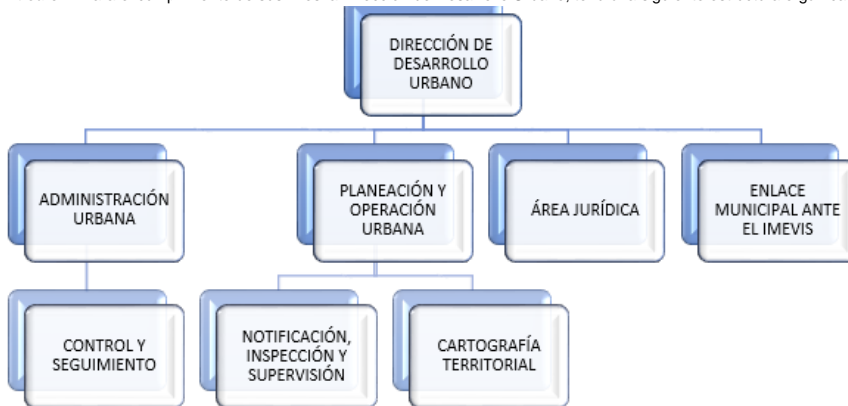 DIRECCIÓN DE
DESARROLLO
URBANO
ADMINISTRACIÓN
URBANA
PLANEACIÓN Y
OPERACIÓN
URBANA
ÁREA JURÍDICA
ENLACE
MUNICIPAL ANTE
EL IMEVIS
CONTROL Y
SEGUIMIENTO
NOTIFICACIÓN,
INSPECCIÓN Y
SUPERVISIÓN
CARTOGRAFÍA
TERRITORIAL